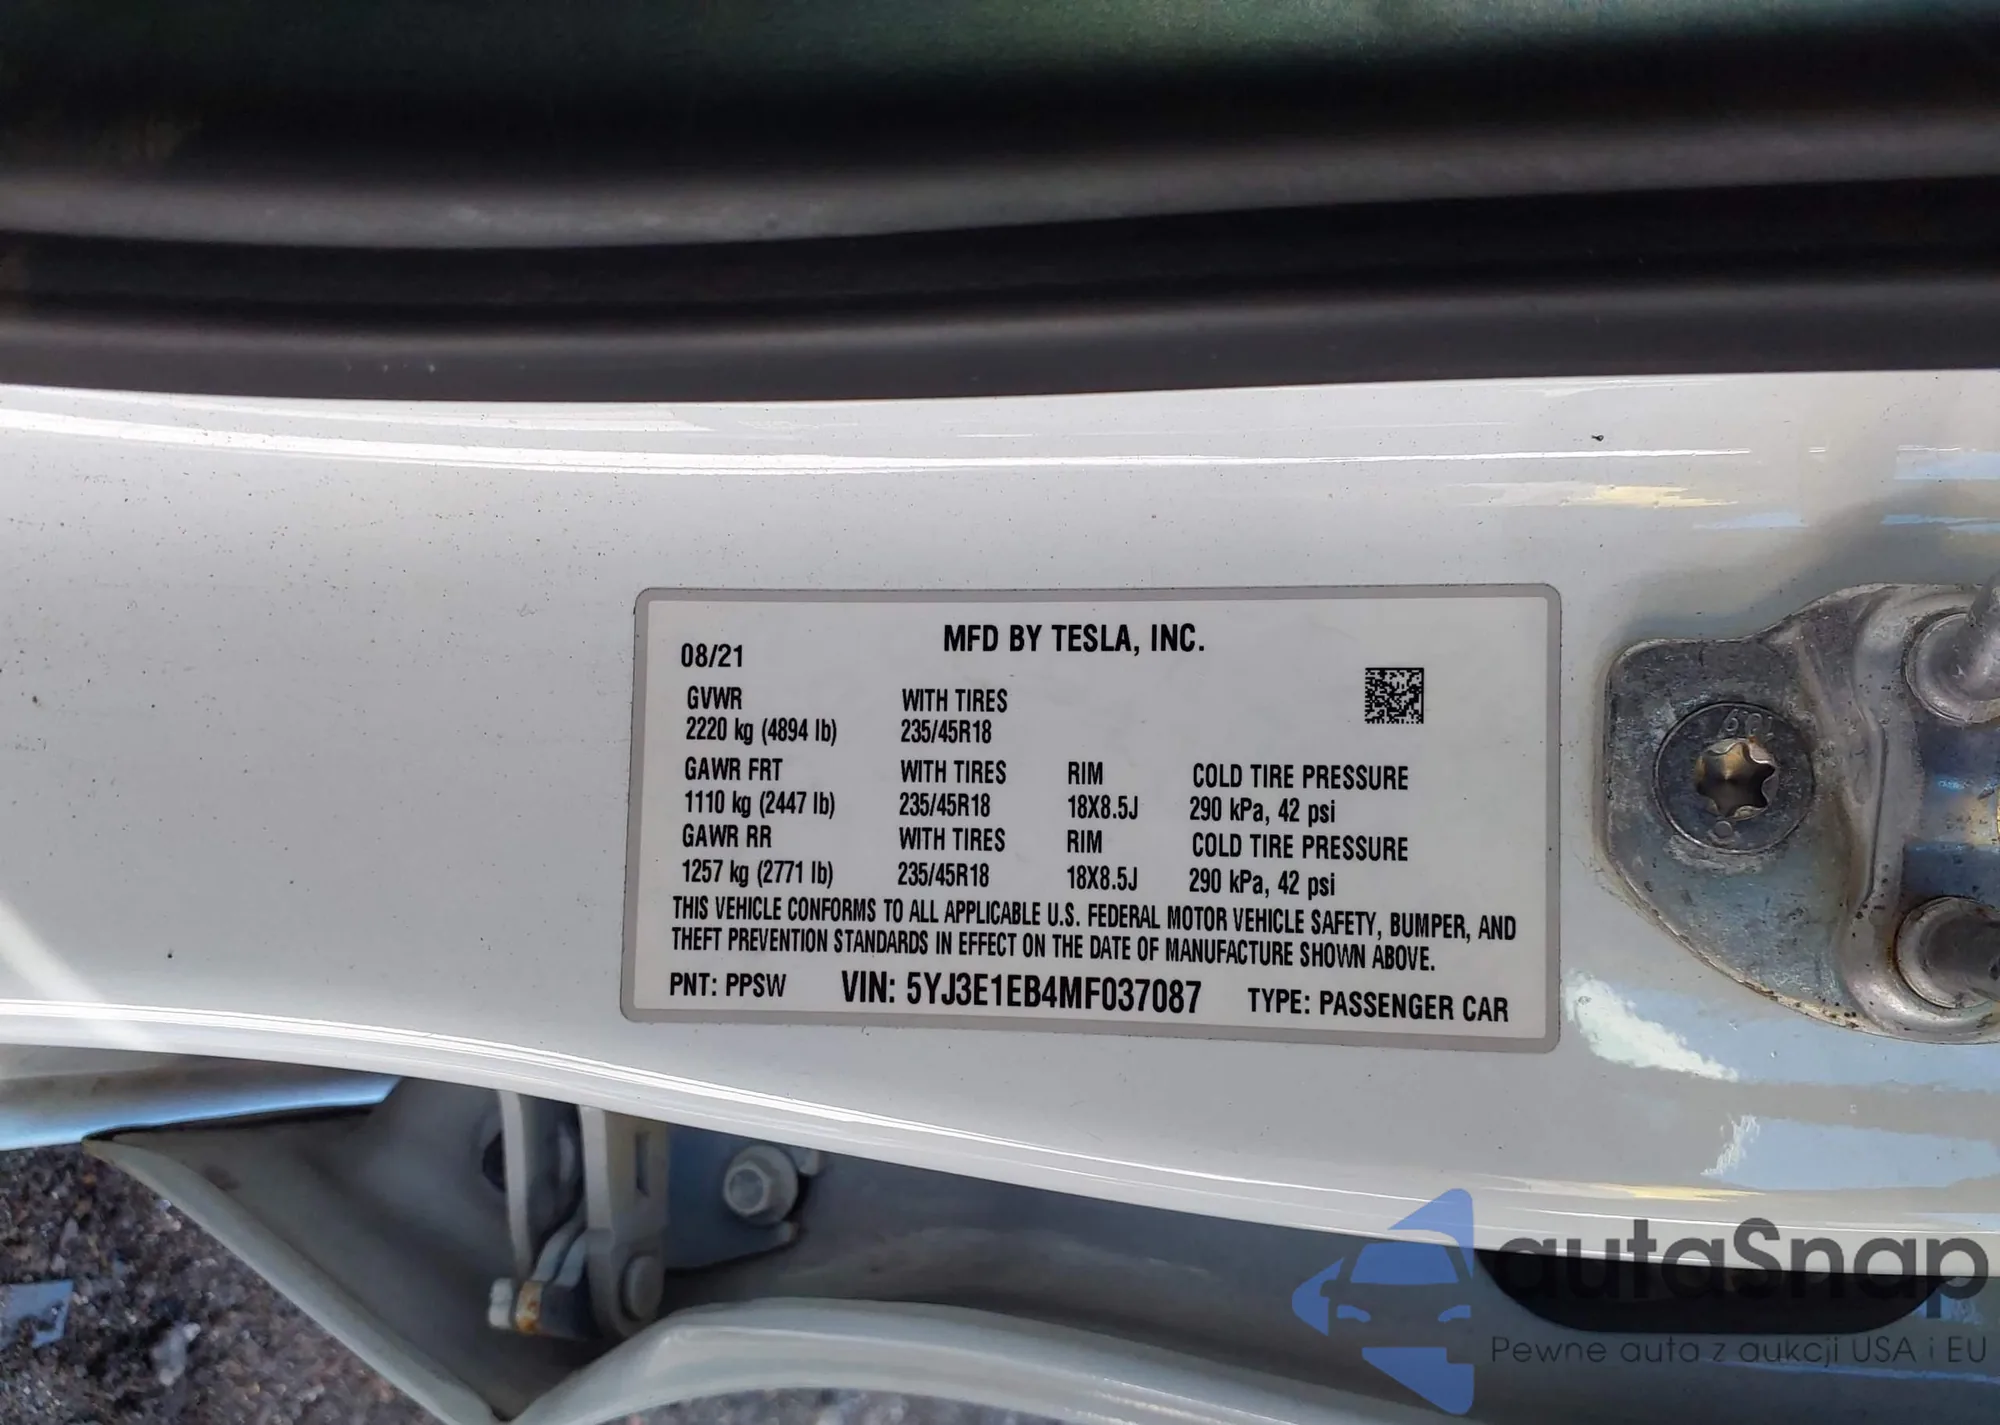 MFD BY TESLA, INC.
08/21
GVWR WITH TIRES
2220 kg (4894 lb) 235/45R18
GAWR FRT WITH TIRES RIM COLD TIRE PRESSURE
1110 kg (2447 lb) 235/45R18 18X8.5J 290 kPa, 42 psi
GAWR RR WITH TIRES RIM COLD TIRE PRESSURE
1257 kg (2771 lb) 235/45R18 18X8.5J 290 kPa, 42 psi
THIS VEHICLE CONFORMS TO ALL APPLICABLE U.S. FEDERAL MOTOR VEHICLE SAFETY, BUMPER, AND
THEFT PREVENTION STANDARDS IN EFFECT ON THE DATE OF MANUFACTURE SHOWN ABOVE.
PNT: PPSW VIN: 5YJ3E1EB4MF037087 TYPE: PASSENGER CAR
autaSnap
Pewne auta z aukcji USA i EU